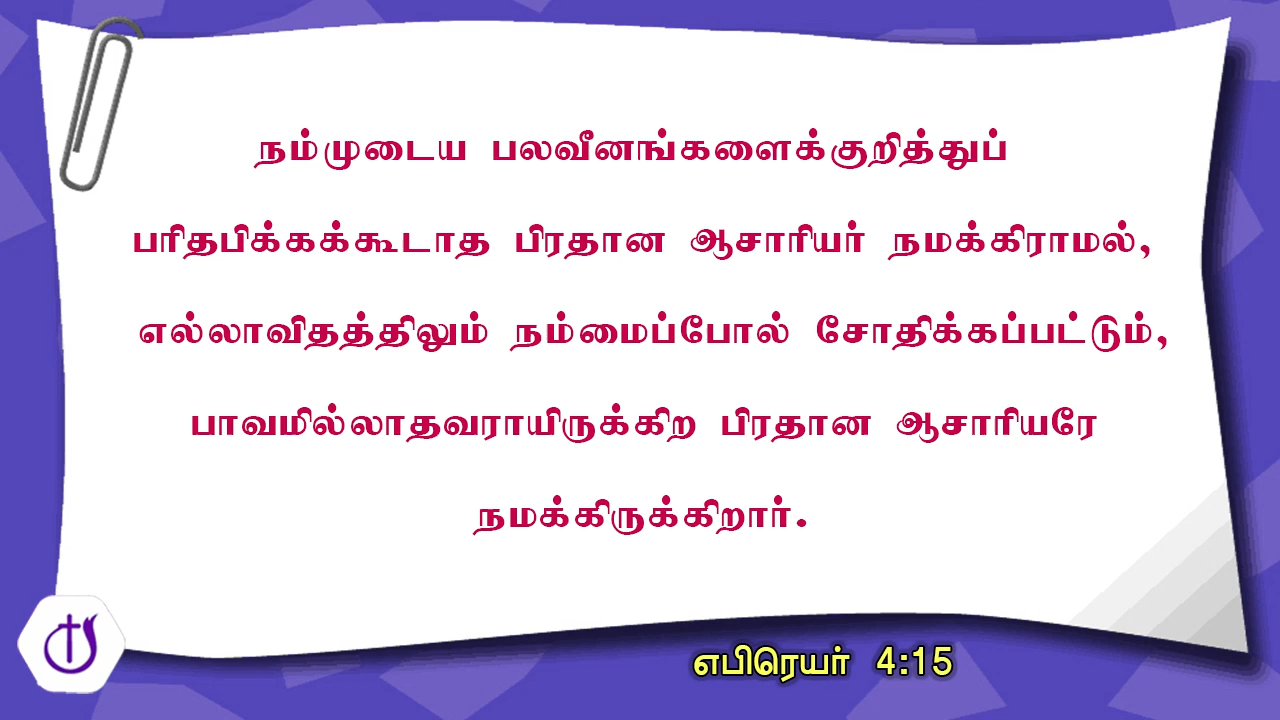 நம்முடைய பலவீனங்களைக்குறித்துப்
பரிதபிக்கக்கூடாத பிரதான ஆசாரியர் நமக்கிராமல்,
எல்லாவிதத்திலும் நம்மைப்போல் சோதிக்கப்பட்டும்,
பாவமில்லாதவராயிருக்கிற பிரதான ஆசாரியரே
நமக்கிருக்கிறார்.
எபிரெயர் 4:15